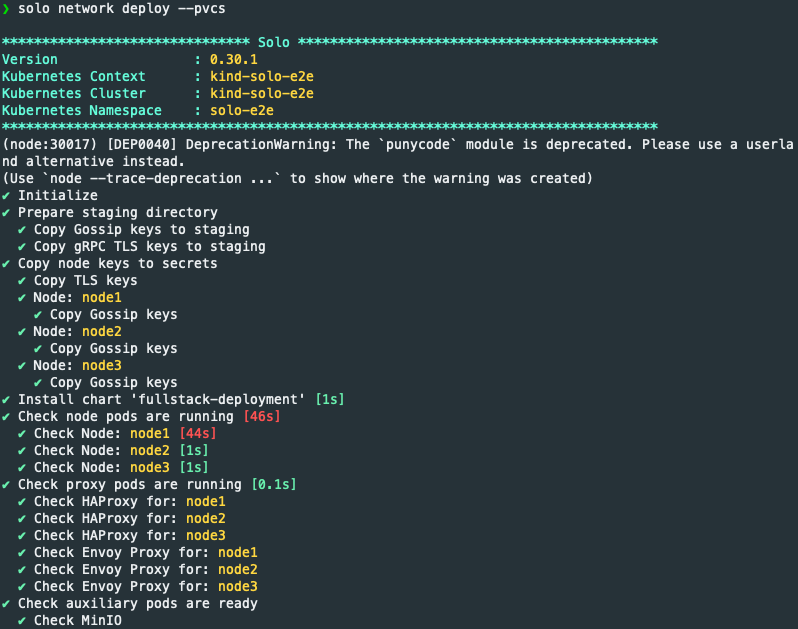 ❯ solo network deploy --pvcs
******************************* Solo *********************************************
Version                 : 0.30.1
Kubernetes Context      : kind-solo-e2e
Kubernetes Cluster      : kind-solo-e2e
Kubernetes Namespace    : solo-e2e
**********************************************************************************
(node:30017) [DEP0040] DeprecationWarning: The `punycode` module is deprecated. Please use a userla
nd alternative instead.
(Use `node --trace-deprecation ...` to show where the warning was created)
✔ Initialize
✔ Prepare staging directory
  ✔ Copy Gossip keys to staging
  ✔ Copy gRPC TLS keys to staging
✔ Copy node keys to secrets
  ✔ Copy TLS keys
  ✔ Node: node1
    ✔ Copy Gossip keys
  ✔ Node: node2
    ✔ Copy Gossip keys
  ✔ Node: node3
    ✔ Copy Gossip keys
✔ Install chart 'fullstack-deployment' [1s]
✔ Check node pods are running [46s]
  ✔ Check Node: node1 [44s]
  ✔ Check Node: node2 [1s]
  ✔ Check Node: node3 [1s]
✔ Check proxy pods are running [0.1s]
  ✔ Check HAProxy for: node1
  ✔ Check HAProxy for: node2
  ✔ Check HAProxy for: node3
  ✔ Check Envoy Proxy for: node1
  ✔ Check Envoy Proxy for: node2
  ✔ Check Envoy Proxy for: node3
✔ Check auxiliary pods are ready
  ✔ Check MinIO